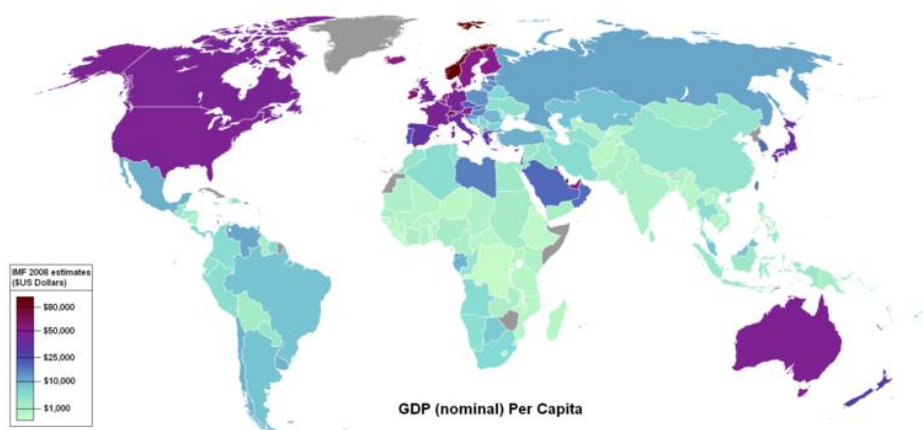 IMF 2008 estimates
($US Dollars)
$80,000
$50,000
$25,000
$10,000
$1,000
GDP (nominal) Per Capita